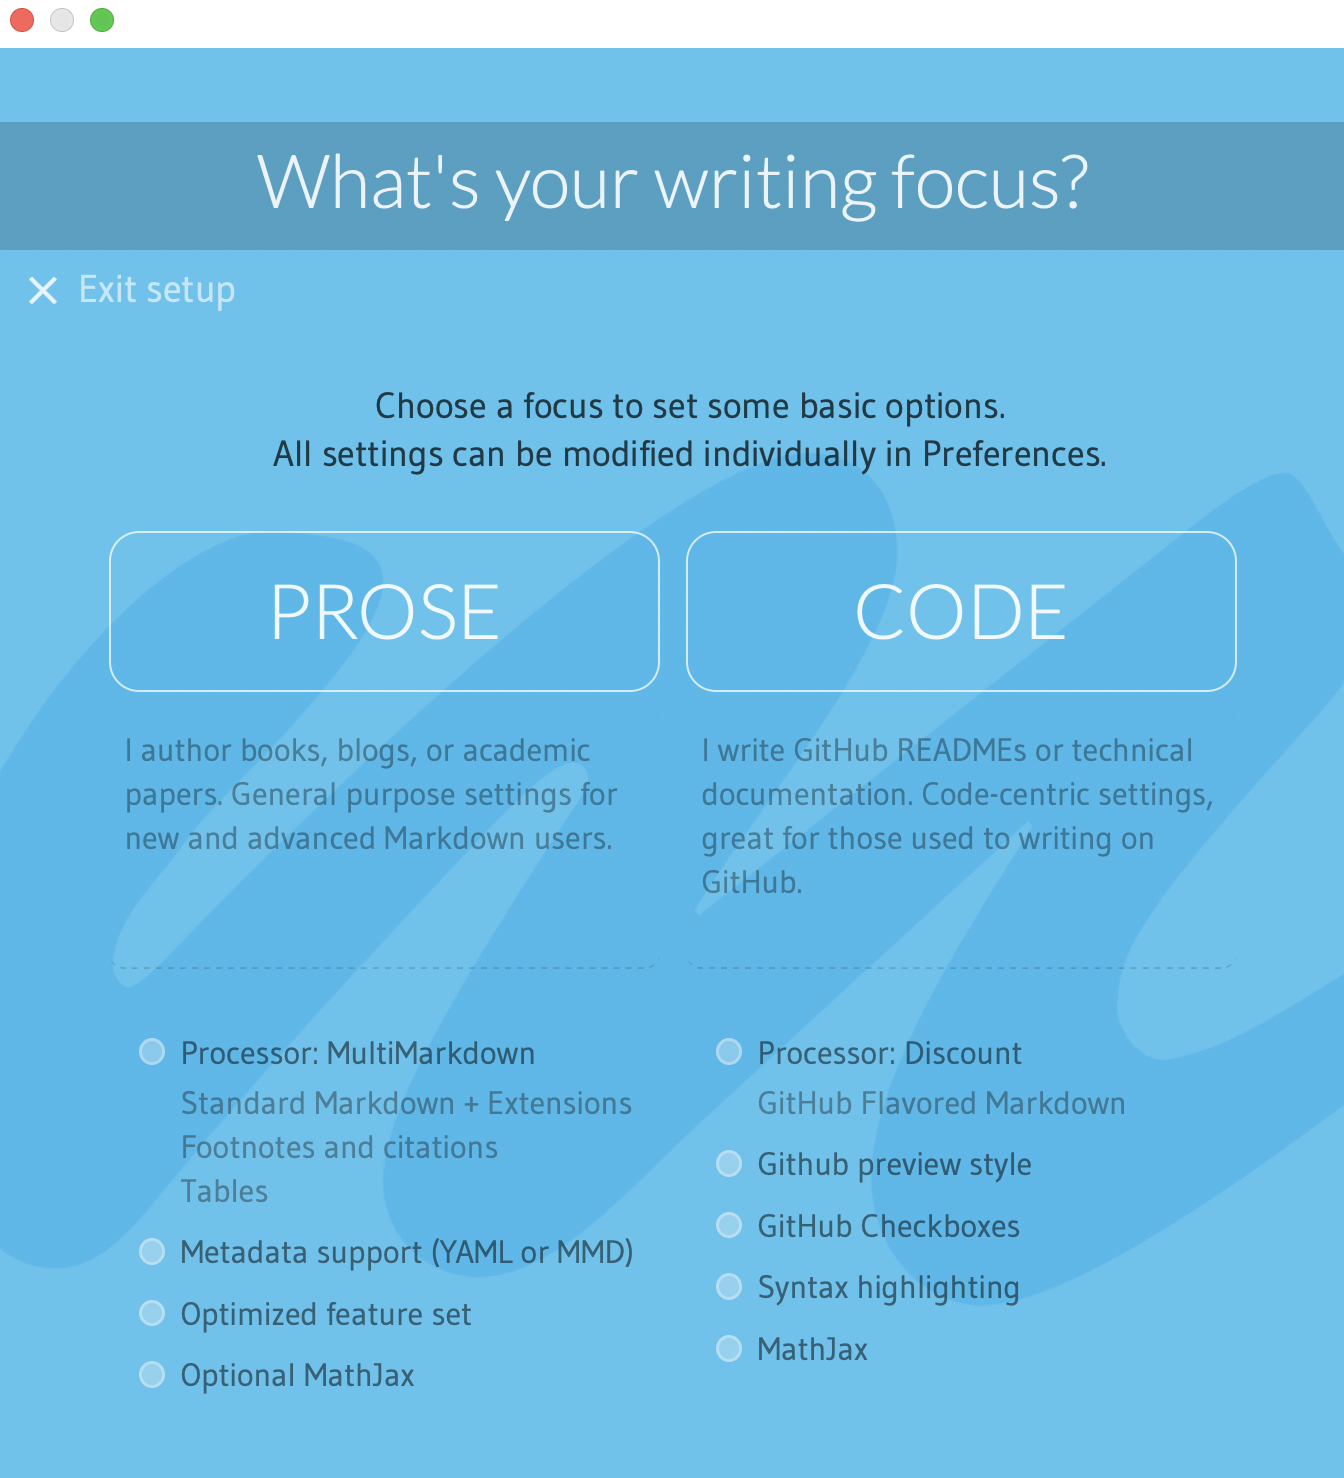 What's your writing focus?
Exit setup
Choose a focus to set some basic options.
All settings can be modified individually in Preferences.
PROSE
I author books, blogs, or academic
papers. General purpose settings for
new and advanced Markdown users.
Processor: MultiMarkdown
Standard Markdown + Extensions
Footnotes and citations
Tables
Metadata support (YAML or MMD)
Optimized feature set
Optional MathJax
CODE
I write GitHub READMEs or technical
documentation. Code-centric settings,
great for those used to writing on
GitHub.
Processor: Discount
GitHub Flavored Markdown
Github preview style
GitHub Checkboxes
Syntax highlighting
MathJax